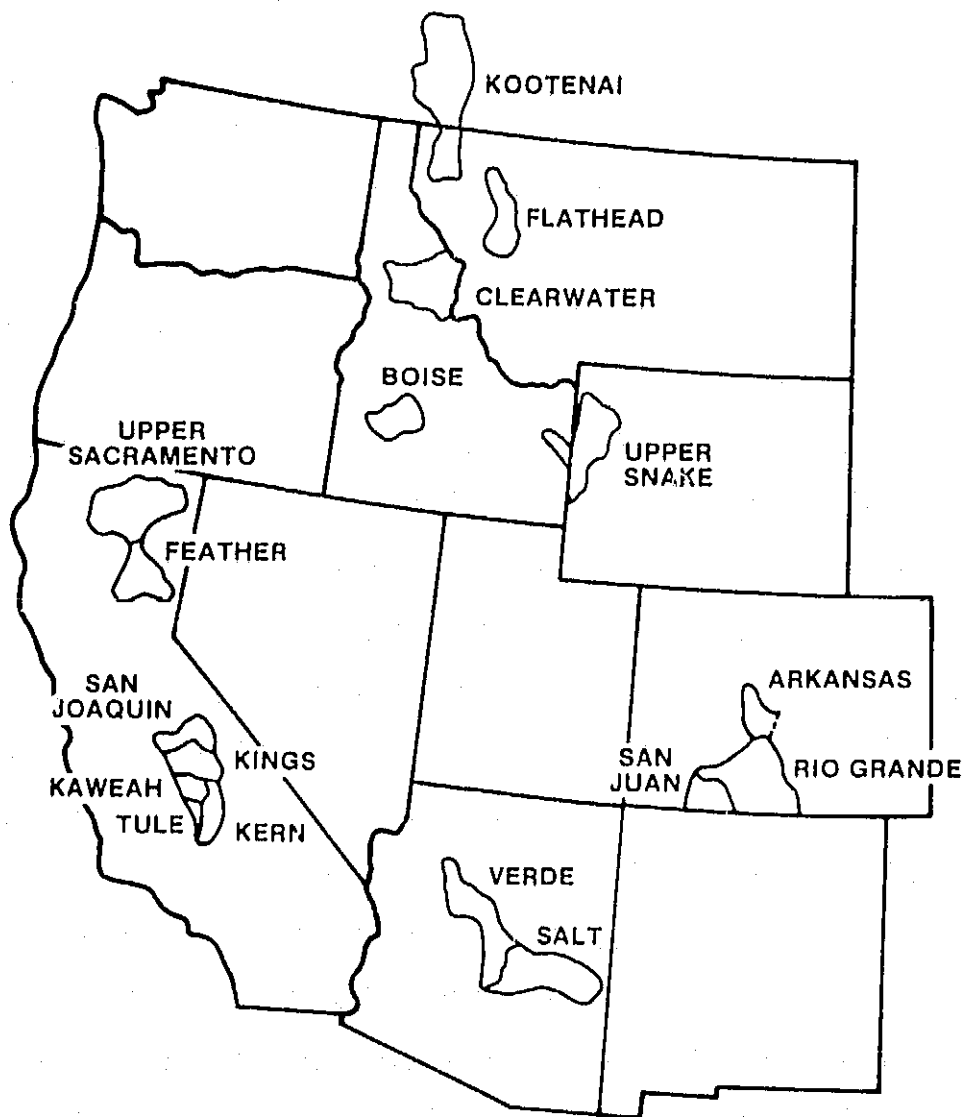 KOOTENAI
FLATHEAD
CLEARWATER
BOISE
UPPER
SACRAMENTO
UPPER
SNAKE
FEATHER
SAN
JOAQUIN
ARKANSAS
KINGS
SAN
JUAN
RIO GRANDE
KAWEAH
TULE
KERN
VERDE
SALT